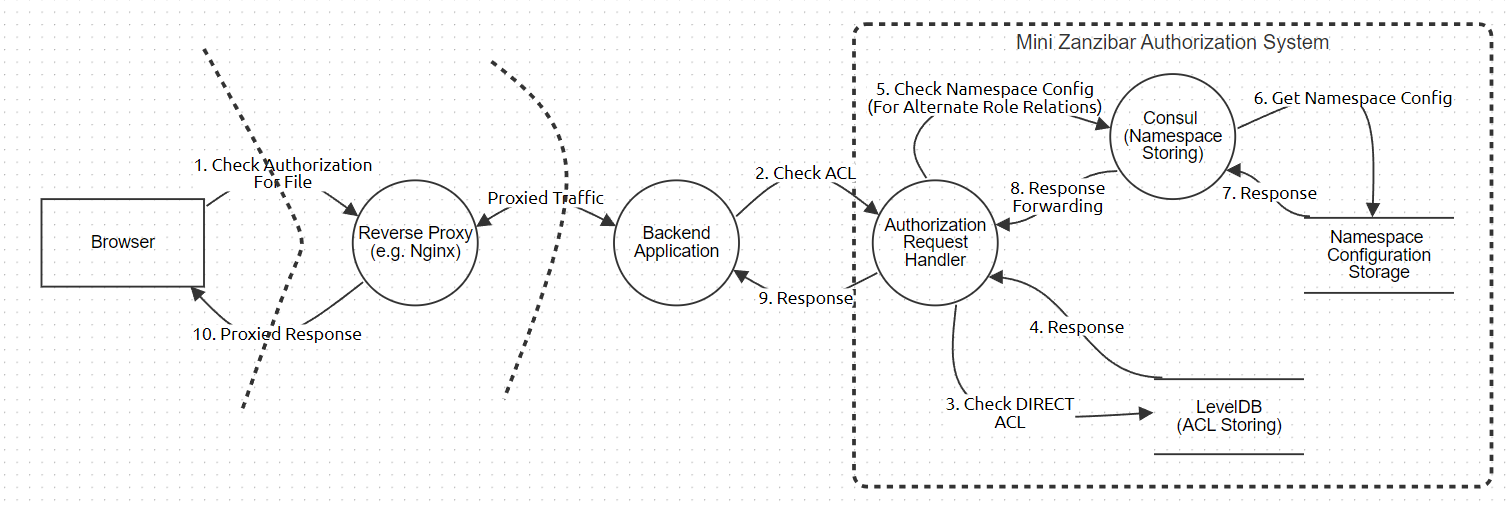 Mini Zanzibar Authorization System
1. Check Authorization
For File
Browser
10. Proxied Response
Reverse Proxy
(e.g. Nginx)
Proxied Traffic
Backend
Application
2. Check ACL
9. Response
Authorization
Request
Handler
3. Check DIRECT
ACL
4. Response
LevelDB
(ACL Storing)
5. Check Namespace Config
(For Alternate Role Relations)
Consul
(Namespace
Storing)
6. Get Namespace Config
7. Response
Namespace
Configuration
Storage
8. Response
Forwarding